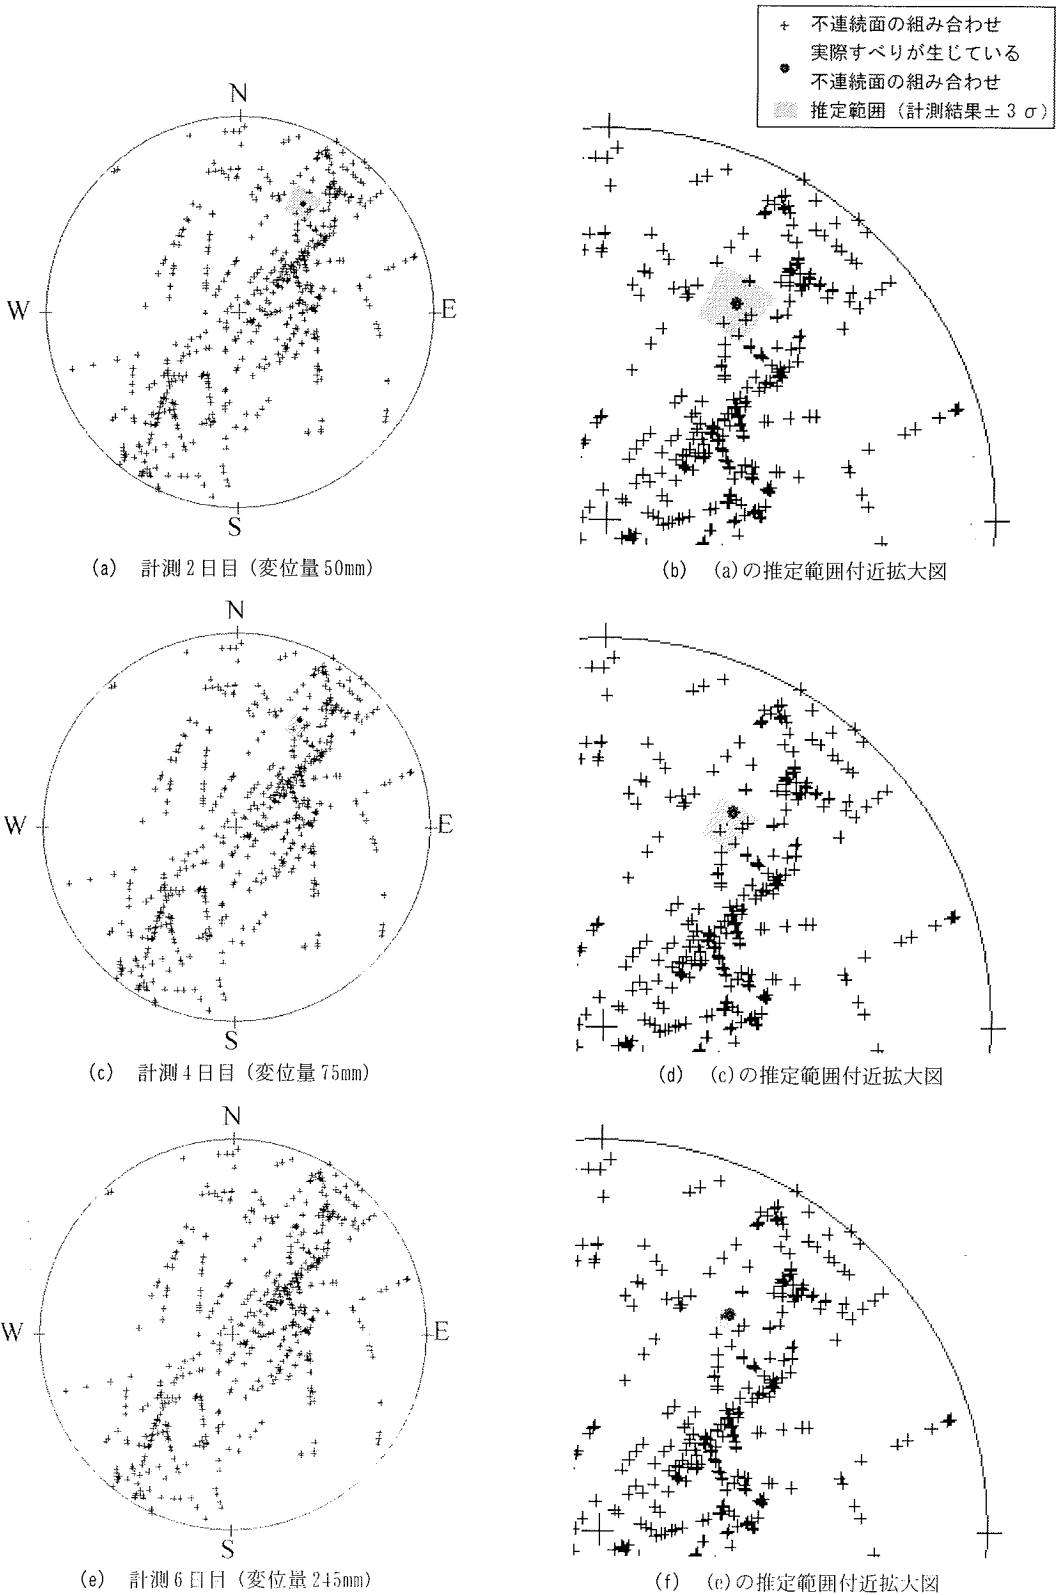 不連続面の組み合わせ
実際すべりが生じている
不連続面の組み合わせ
推定範囲（計測結果±３σ）
N
W
E
S
(a) 計測2日目（変位量50mm）
(b) (a)の推定範囲付近拡大図
N
W
E
S
(c) 計測4日目（変位量75mm）
(d) (c)の推定範囲付近拡大図
N
W
E
S
(e) 計測6日目（変位量245mm）
(f) (e)の推定範囲付近拡大図